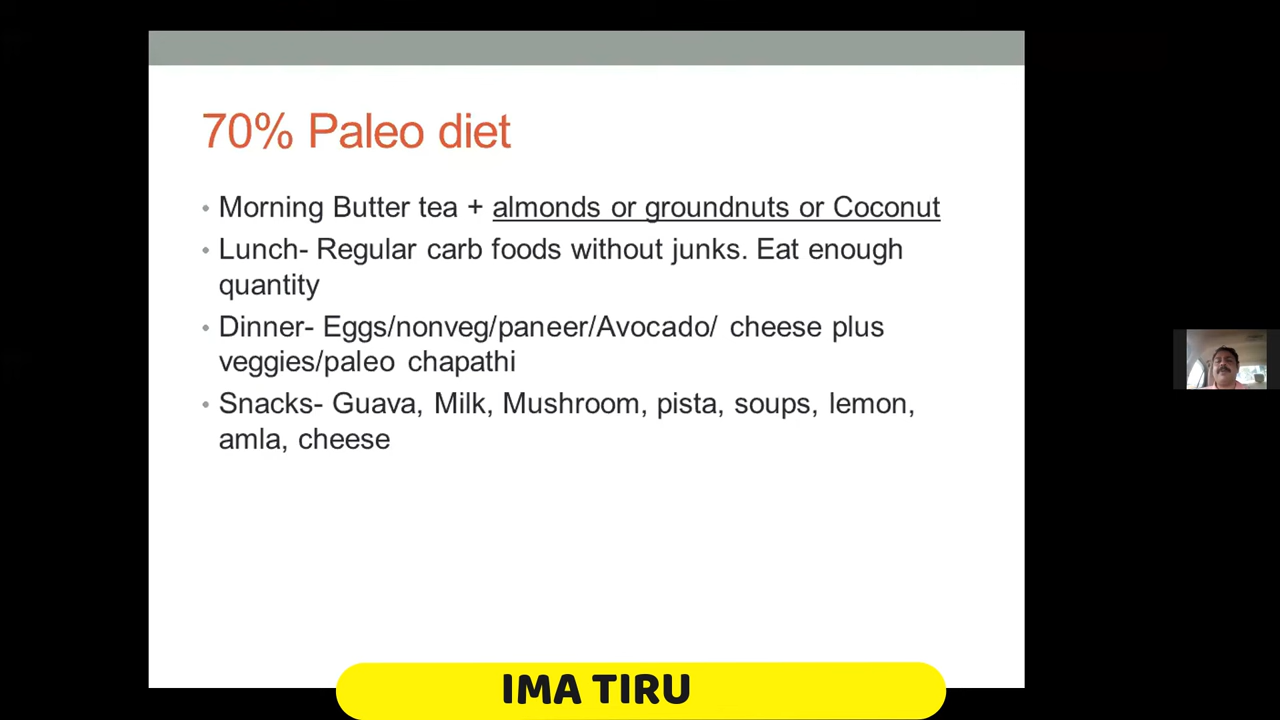 70% Paleo diet
• Morning Butter tea + almonds or groundnuts or Coconut
• Lunch- Regular carb foods without junks. Eat enough
quantity
• Dinner- Eggs/nonveg/paneer/Avocado/ cheese plus
veggies/paleo chapathi
• Snacks- Guava, Milk, Mushroom, pista, soups, lemon,
amla, cheese
IMA TIRU